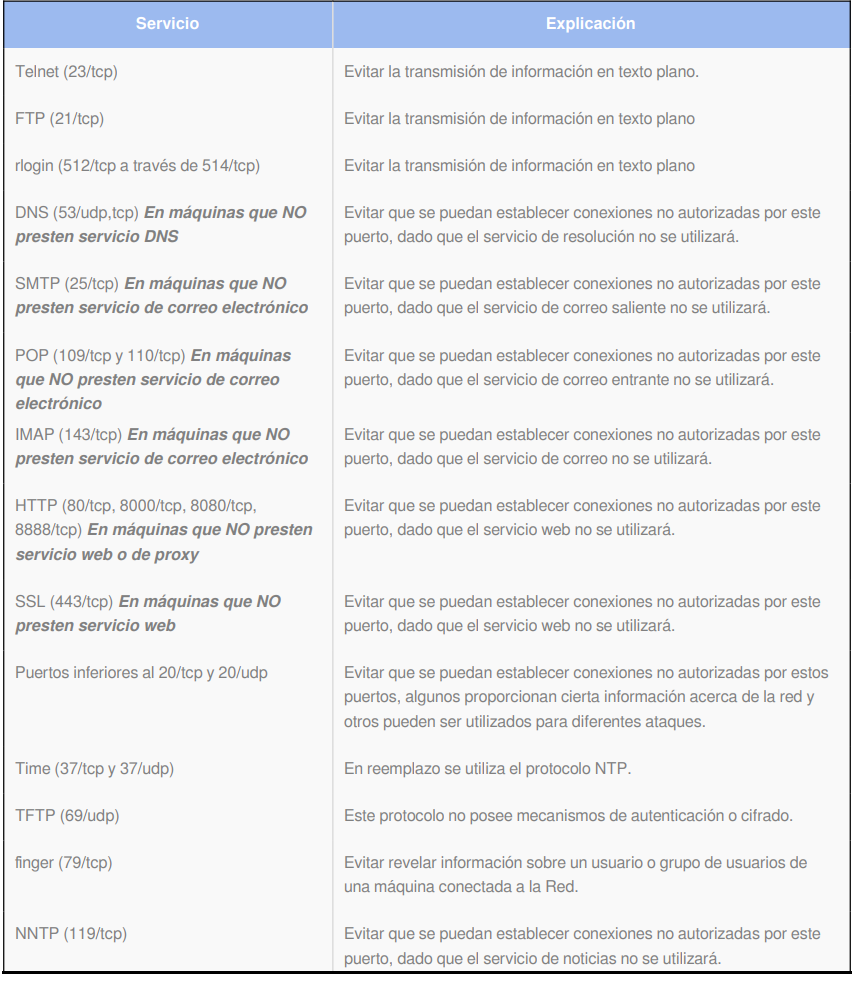 Servicio
Explicación
Telnet (23/tcp)
Evitar la transmisión de información en texto plano.
FTP (21/tcp)
Evitar la transmisión de información en texto plano
rlogin (512/tcp a través de 514/tcp)
Evitar la transmisión de información en texto plano
DNS (53/udp,tcp) En máquinas que NO
presten servicio DNS
Evitar que se puedan establecer conexiones no autorizadas por este
puerto, dado que el servicio de resolución no se utilizará.
SMTP (25/tcp) En máquinas que NO
presten servicio de correo electrónico
Evitar que se puedan establecer conexiones no autorizadas por este
puerto, dado que el servicio de correo saliente no se utilizará.
POP (109/tcp y 110/tcp) En máquinas
que NO presten servicio de correo
electrónico
Evitar que se puedan establecer conexiones no autorizadas por este
puerto, dado que el servicio de correo entrante no se utilizará.
IMAP (143/tcp) En máquinas que NO
presten servicio de correo electrónico
Evitar que se puedan establecer conexiones no autorizadas por este
puerto, dado que el servicio de correo no se utilizará.
HTTP (80/tcp, 8000/tcp, 8080/tcp,
8888/tcp) En máquinas que NO presten
servicio web o de proxy
Evitar que se puedan establecer conexiones no autorizadas por este
puerto, dado que el servicio web no se utilizará.
SSL (443/tcp) En máquinas que NO
presten servicio web
Evitar que se puedan establecer conexiones no autorizadas por este
puerto, dado que el servicio web no se utilizará.
Puertos inferiores al 20/tcp y 20/udp
Evitar que se puedan establecer conexiones no autorizadas por estos
puertos, algunos proporcionan cierta información acerca de la red y
otros pueden ser utilizados para diferentes ataques.
Time (37/tcp y 37/udp)
En reemplazo se utiliza el protocolo NTP.
TFTP (69/udp)
Este protocolo no posee mecanismos de autenticación o cifrado.
finger (79/tcp)
Evitar revelar información sobre un usuario o grupo de usuarios de
una máquina conectada a la Red.
NNTP (119/tcp)
Evitar que se puedan establecer conexiones no autorizadas por este
puerto, dado que el servicio de noticias no se utilizará.